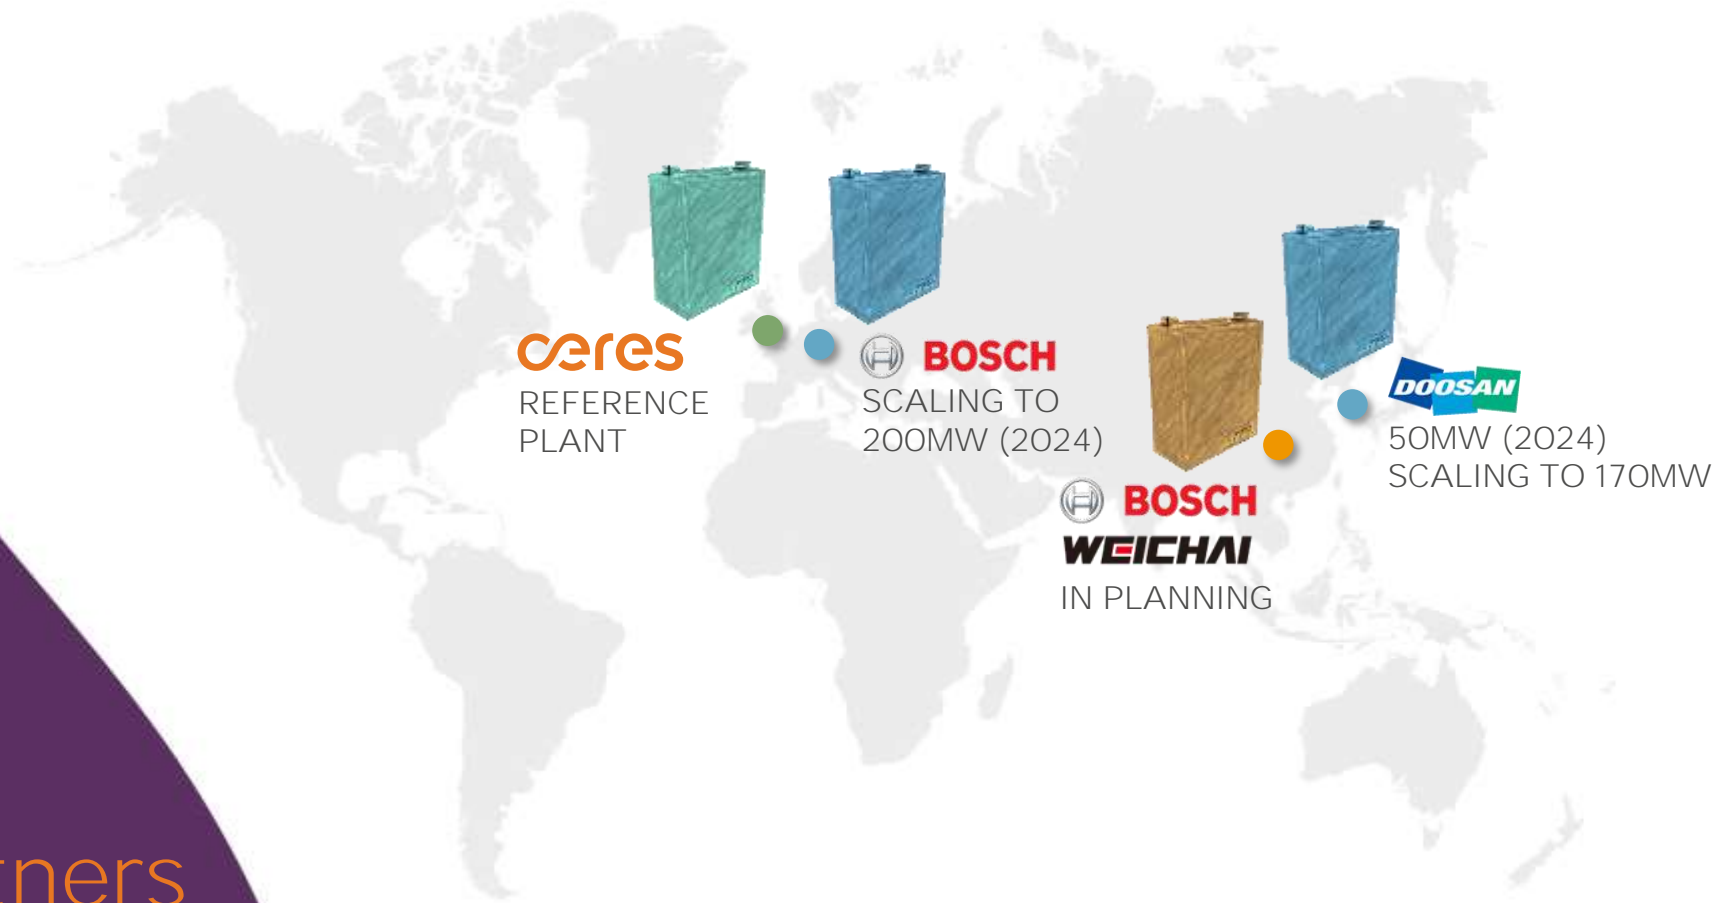 ceres
REFERENCE
PLANT
BOSCH
SCALING TO
200MW (2024)
BOSCH
WEICHAI
IN PLANNING
DOOSAN
50MW (2024)
SCALING TO 170MW
tners